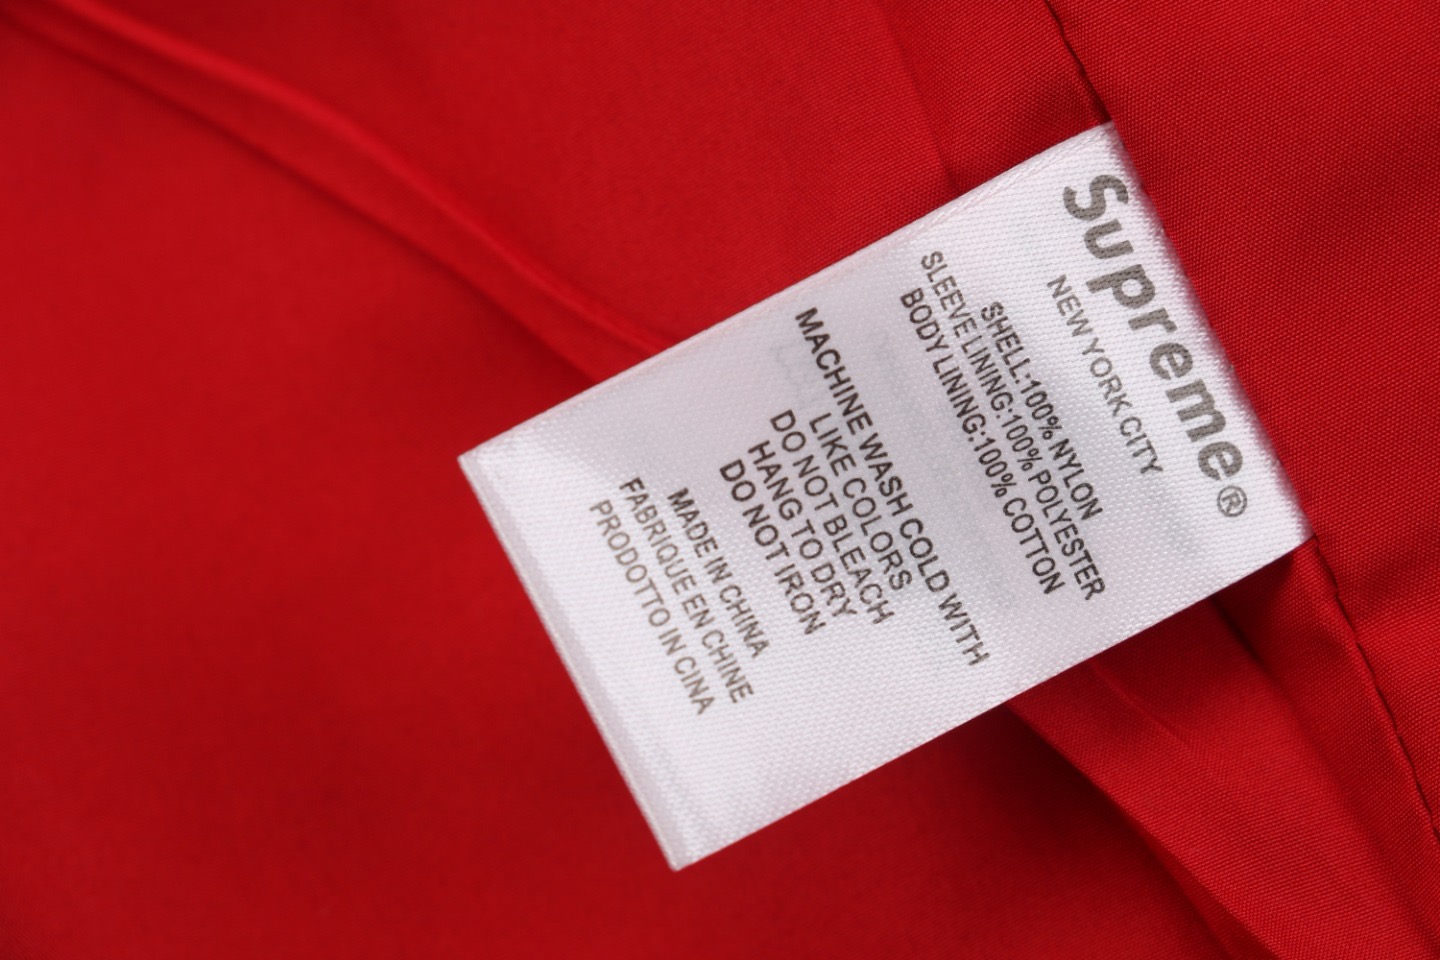 Supreme®
NEW YORK CITY
SHELL:100% NYLON
SLEEVE LINING:100% POLYESTER
BODY LINING:100% COTTON
MACHINE WASH COLD WITH
LIKE COLORS
DO NOT BLEACH
HANG TO DRY
DO NOT IRON
MADE IN CHINA
FABRIQUE EN CHINE
PRODOTTO IN CINA